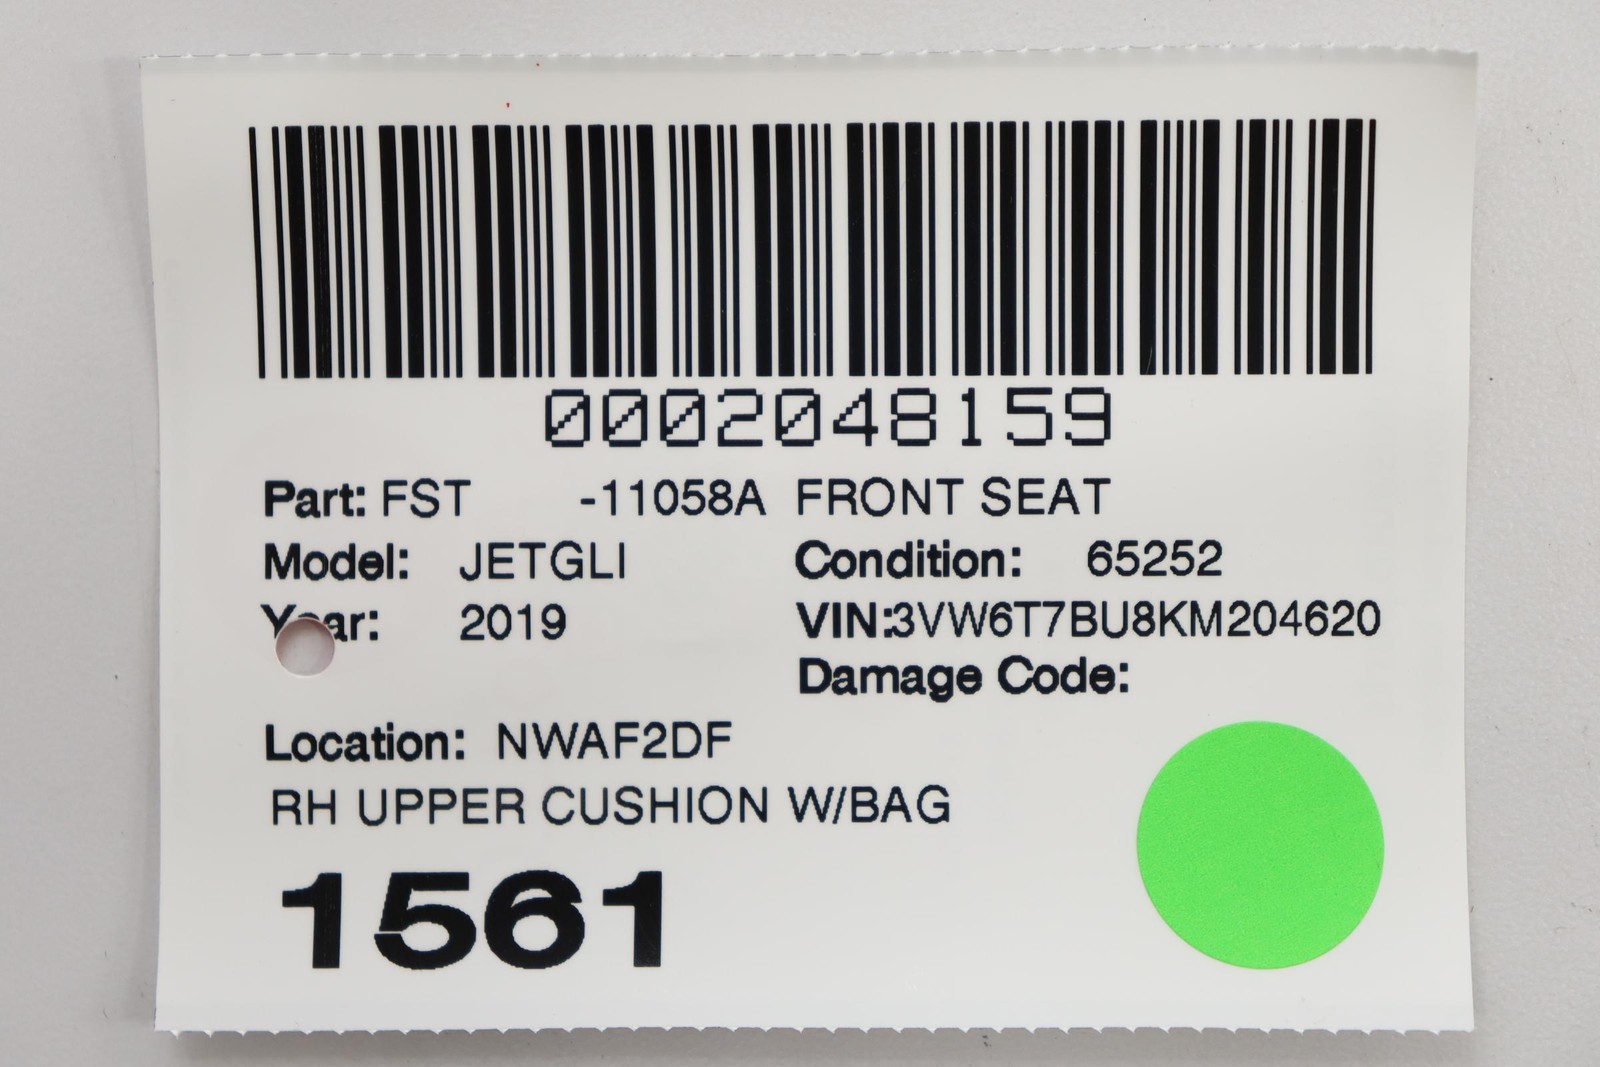 0002048159
Part: FST -11058A FRONT SEAT
Model: JETGLI Condition: 65252
Year: 2019 VIN:3VW6T7BU8KM204620
Damage Code:
Location: NWAF2DF
RH UPPER CUSHION W/BAG
1561